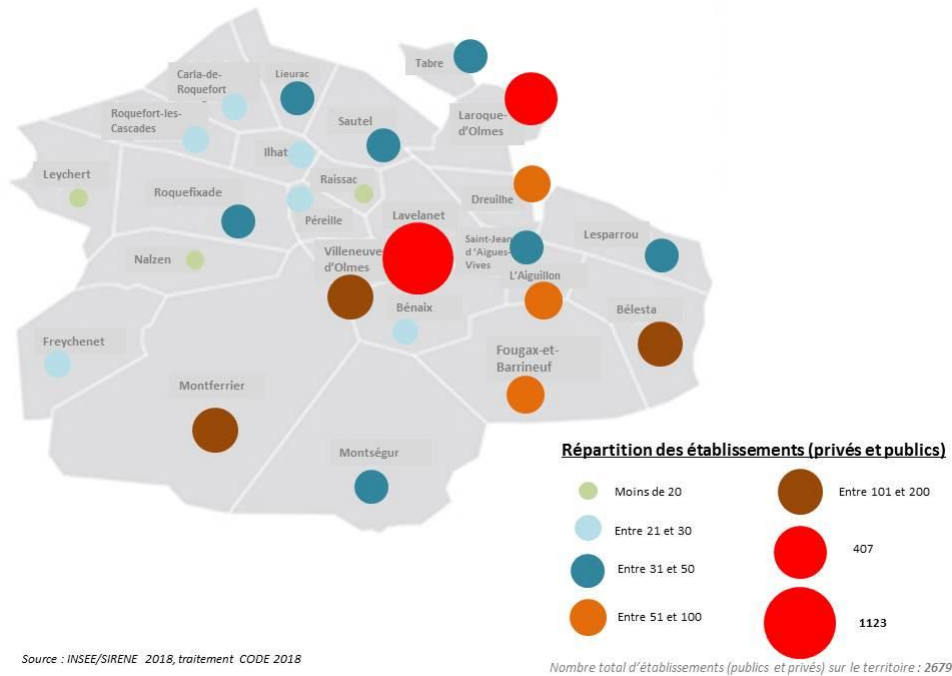 Tabre
Carla-de-
Roquefort
Lieurac
Roquefort-les-
Cascades
Sautel
Laroque-
d'Olmes
Ilhat
Leychert
Raissac
Roquefixade
Dreuilhe
Péreille
Lavelanet
Saint-Jean
d'Aigues-
Vives
Lesparrou
Nalzen
Villeneuve
d'Olmes
L'Aiguillon
Bénaix
Bélesta
Freychenet
Fougax-et-
Barrineuf
Montferrier
Montségur
Répartition des établissements (privés et publics)
Moins de 20
Entre 21 et 30
Entre 31 et 50
Entre 51 et 100
Entre 101 et 200
407
1123
Source : INSEE/SIRENE 2018, traitement CODE 2018
Nombre total d'établissements (publics et privés) sur le territoire : 2679